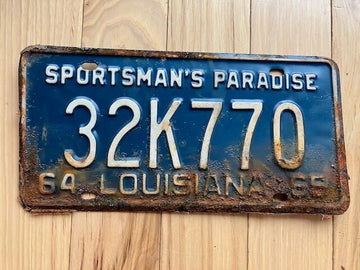 SPORTSMAN'S PARADISE
32K770
64 LOUISIANA 65